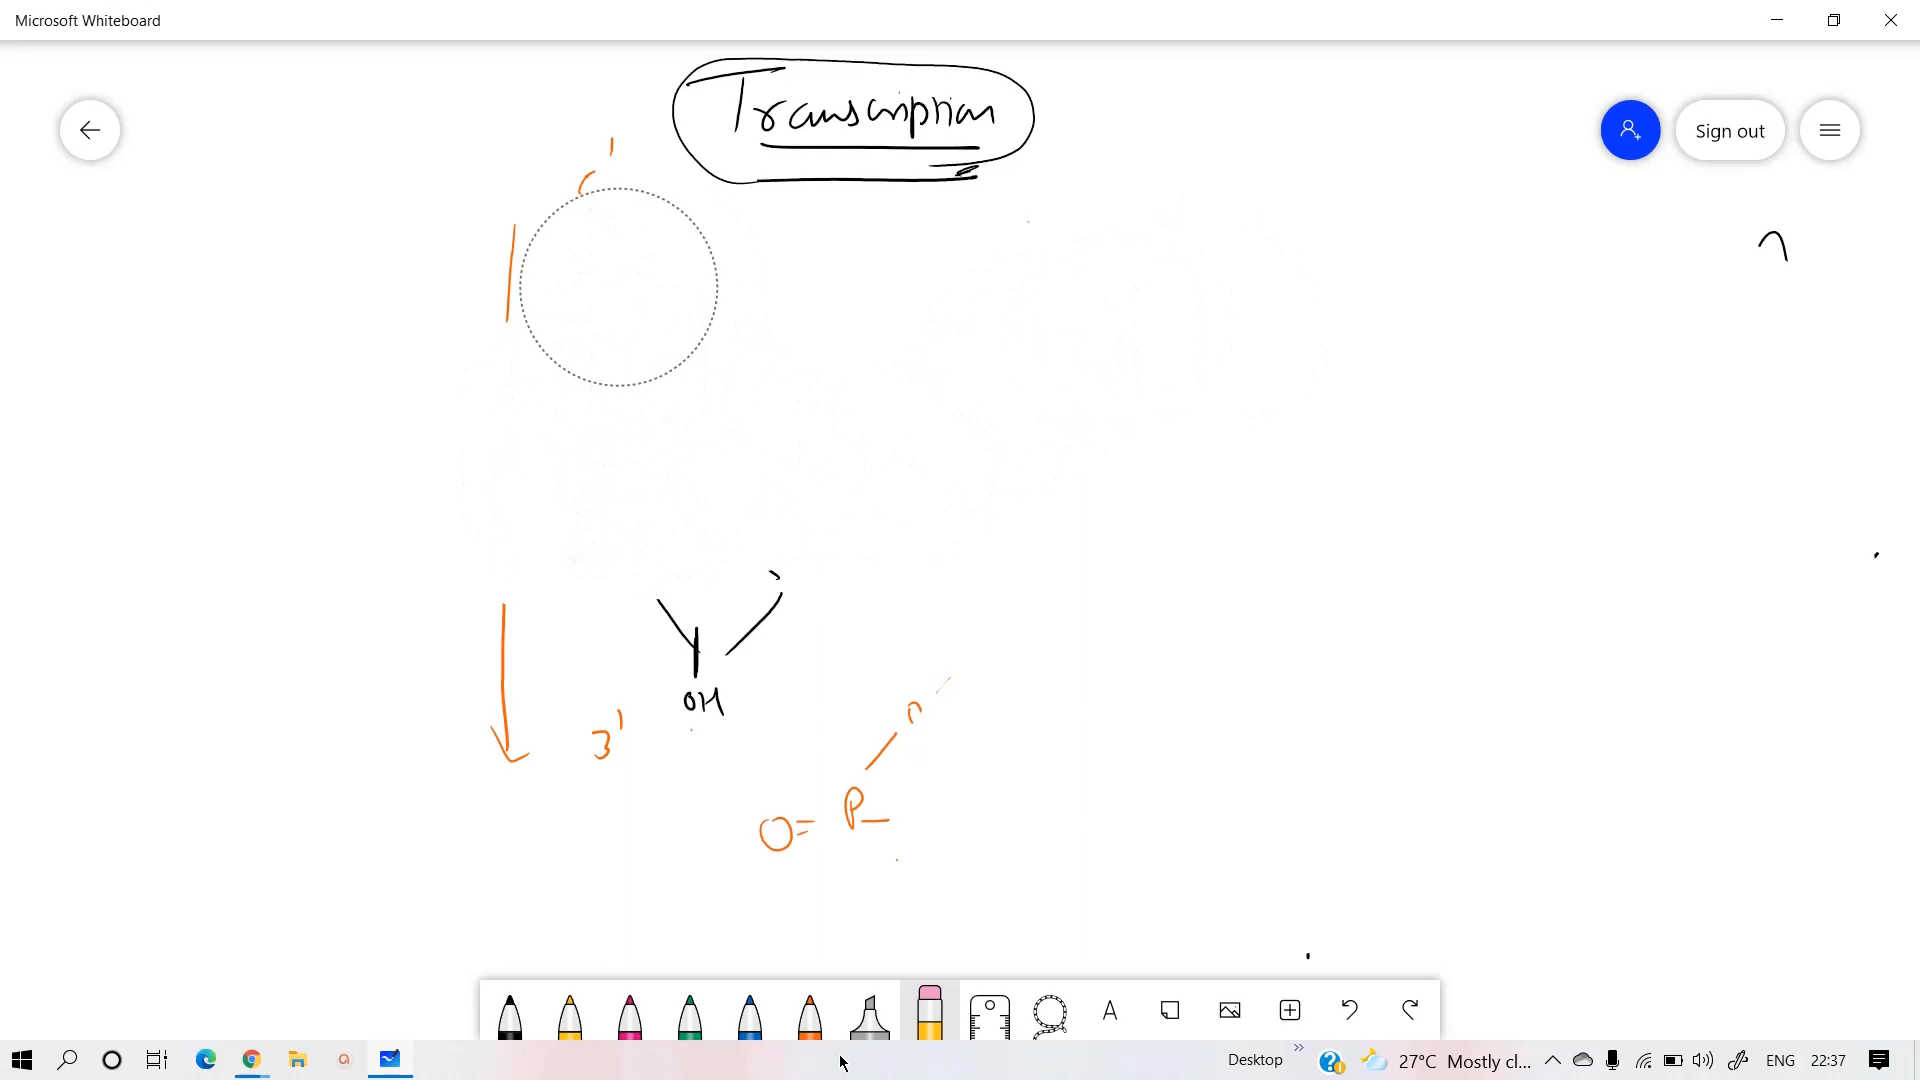 Microsoft Whiteboard
Transcription
Sign out
OH
3'
O= P
A
Desktop
27°C Mostly cl...
ENG
22:37